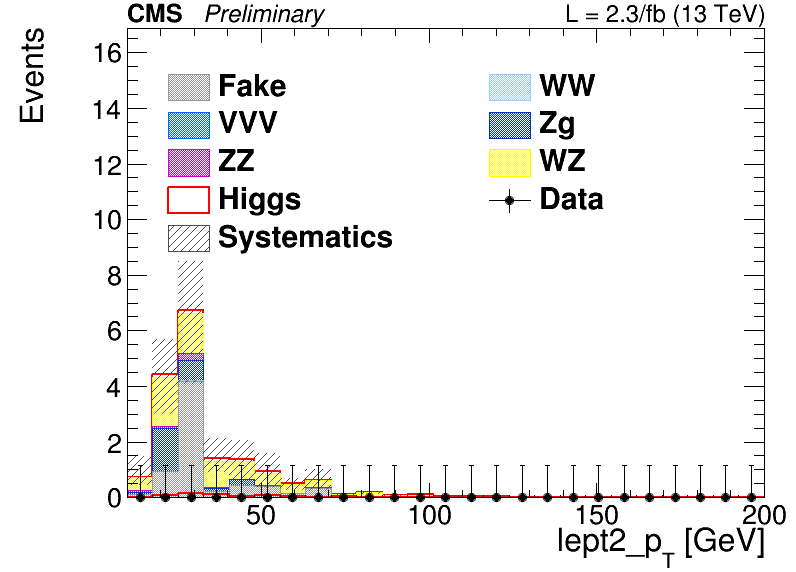 CMS Preliminary L = 2.3/fb (13 TeV)
Events
16
14
12
10
8
6
4
2
0
Fake WW
VVV Zg
ZZ WZ
Higgs Data
Systematics
50 100 150 200
lept2_p_T [GeV]